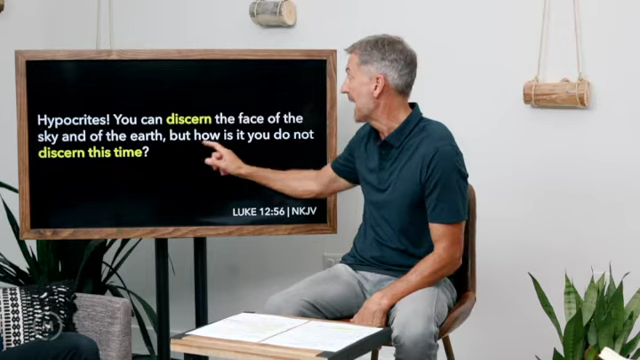 Hypocrites! You can discern the face of the
sky and of the earth, but how is it you do not
discern this time?
LUKE 12:56 | NKJV